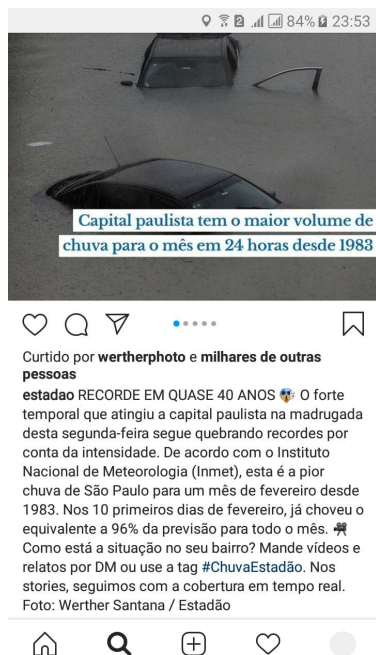 84% 23:53
Capital paulista tem o maior volume de
chuva para o mês em 24 horas desde 1983
Curtido por wertherphoto e milhares de outras
pessoas
estadao RECORDE EM QUASE 40 ANOS 😱 O forte
temporal que atingiu a capital paulista na madrugada
desta segunda-feira segue quebrando recordes por
conta da intensidade. De acordo com o Instituto
Nacional de Meteorologia (Inmet), esta é a pior
chuva de São Paulo para um mês de fevereiro desde
1983. Nos 10 primeiros dias de fevereiro, já choveu o
equivalente a 96% da previsão para todo o mês. 🎥
Como está a situação no seu bairro? Mande vídeos e
relatos por DM ou use a tag #ChuvaEstadão. Nos
stories, seguimos com a cobertura em tempo real.
Foto: Werther Santana / Estadão